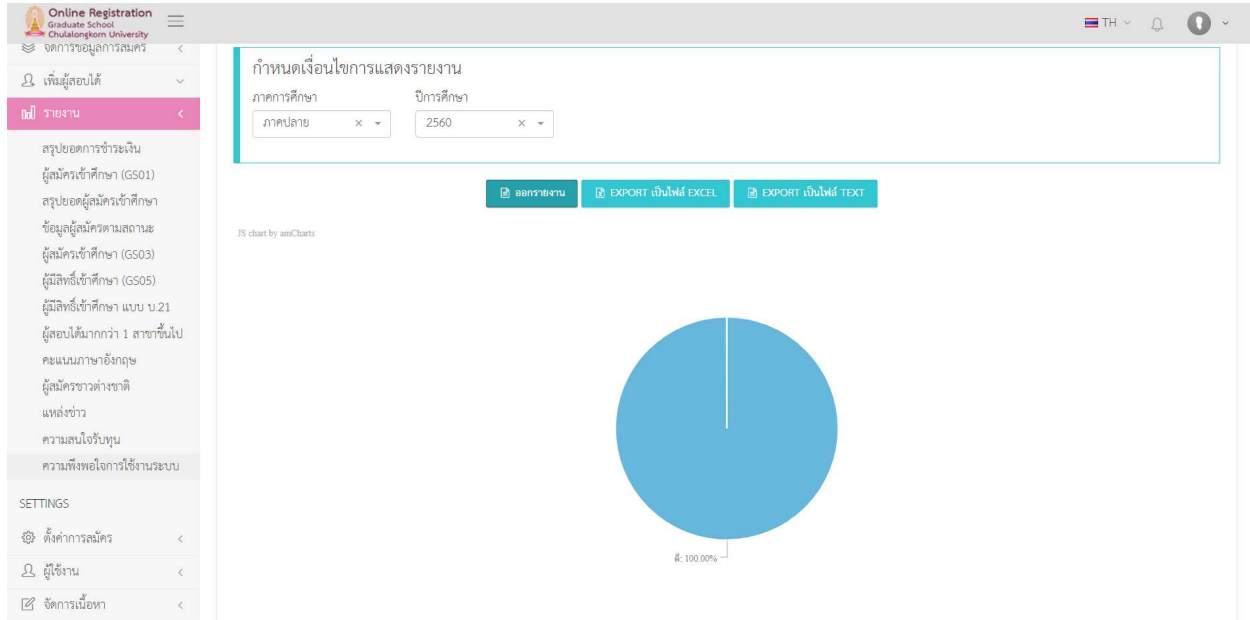 Online Registration
Graduate School
Chulalongkorn University
TH
จัดการข้อมูลการสมัคร
เพิ่มผู้สอบได้
รายงาน
สรุปยอดการชำระเงิน
ผู้สมัครเข้าศึกษา (GS01)
สรุปยอดผู้สมัครเข้าศึกษา
ข้อมูลผู้สมัครตามสถานะ
ผู้สมัครเข้าศึกษา (GS03)
ผู้มีสิทธิ์เข้าศึกษา (GS05)
ผู้มีสิทธิ์เข้าศึกษา แบบ บ.21
ผู้สอบได้มากกว่า 1 สาขาขึ้นไป
คะแนนภาษาอังกฤษ
ผู้สมัครชาวต่างชาติ
แหล่งข่าว
ความสนใจรับทุน
ความพึงพอใจการใช้งานระบบ
SETTINGS
ตั้งค่าการสมัคร
ผู้ใช้งาน
จัดการเนื้อหา
กำหนดเงื่อนไขการแสดงรายงาน
ภาคการศึกษา ปีการศึกษา
ภาคปลาย × 2560 ×
ออกรายงาน EXPORT เป็นไฟล์ EXCEL EXPORT เป็นไฟล์ TEXT
JS chart by amCharts
ดี: 100.00%